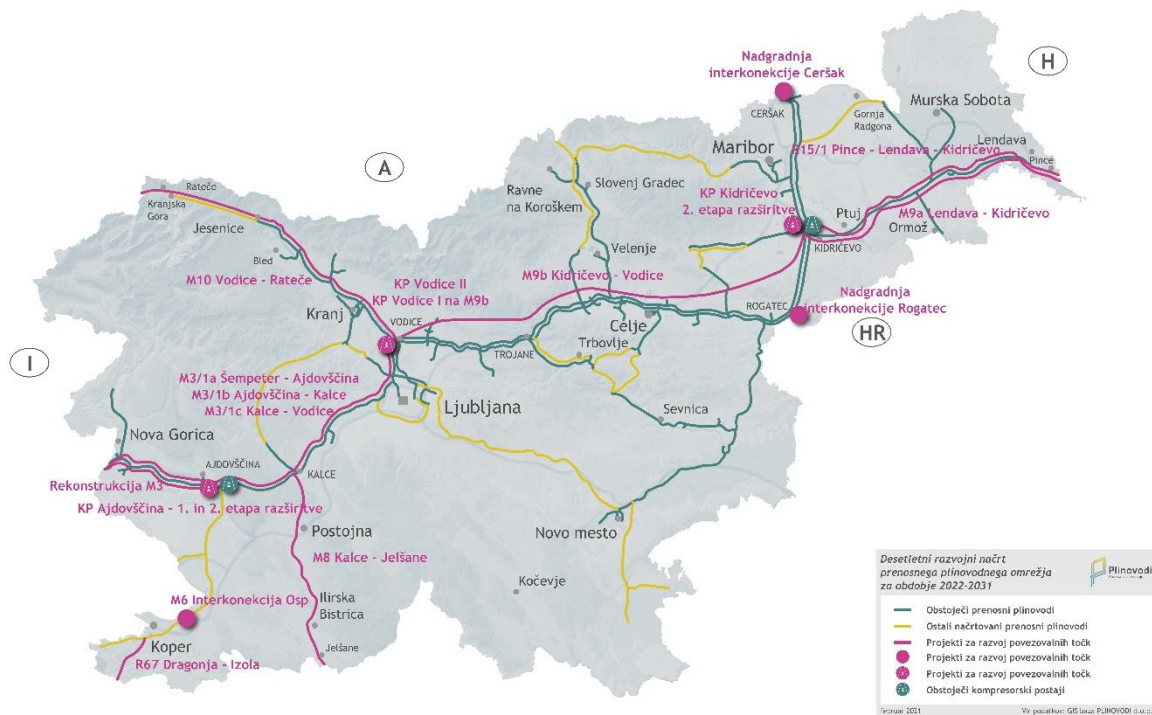 Nadgradnja
interkonekcije Ceršak
H
CERŠAK
Gornja
Radgona
Murska Sobota
Lendava
Pince
A
Maribor
R15/1 Pince - Lendava - Kidričevo
Rateče
Kranjska
Gora
Jesenice
Ravne
na Koroškem
Slovenj Gradec
KP Kidričevo
2. etapa razširitve
Ptuj
M9a Lendava - Kidričevo
Ormož
KIDRIČEVO
Bled
Velenje
M10 Vodice - Rateče
KP Vodice II
KP Vodice I na M9b
M9b Kidričevo - Vodice
Kranj
VODICE
ROGATEC
Nadgradnja
interkonekcije Rogatec
Celje
HR
TROJANE
Trbovlje
I
M3/1a Šempeter - Ajdovščina
M3/1b Ajdovščina - Kalce
M3/1c Kalce - Vodice
Ljubljana
Sevnica
Nova Gorica
AJDOVŠČINA
KALCE
Rekonstrukcija M3
KP Ajdovščina - 1. in 2. etapa razširitve
Postojna
Novo mesto
M8 Kalce - Jelšane
Kočevje
M6 Interkonekcija Osp
Ilirska
Bistrica
Koper
Jelšane
R67 Dragonja - Izola
Desetletni razvojni načrt
prenosnega plinovodnega omrežja
za obdobje 2022-2031
Plinovodi
Obstoječi prenosni plinovodi
Ostali načrtovani prenosni plinovodi
Projekti za razvoj povezovalnih točk
Projekti za razvoj povezovalnih točk
Projekti za razvoj povezovalnih točk
Obstoječi kompresorski postaji
februar 2021
Vir podatkov: GIS baza PLINOVODI d.o.o.